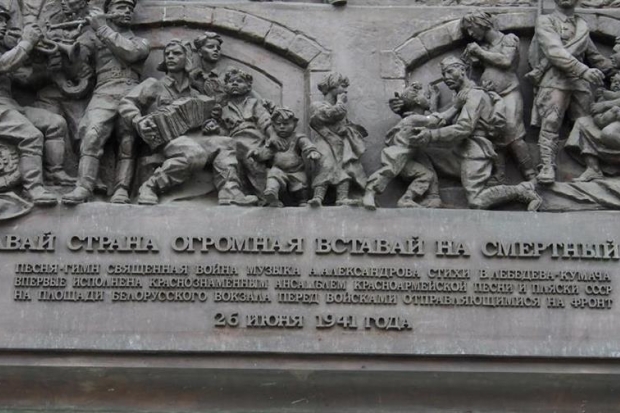 АВАЙ СТРАНА ОГРОМНАЯ ВСТАВАЙ НА СМЕРТНЫЙ
ПЕСНЯ-ГИМН СВЯЩЕННАЯ ВОЙНА МУЗЫКА А.АЛЕКСАНДРОВА СТИХИ В.ЛЕБЕДЕВА-КУМАЧА
ВПЕРВЫЕ ИСПОЛНЕНА КРАСНОЗНАМЕННЫМ АНСАМБЛЕМ КРАСНОАРМЕЙСКОЙ ПЕСНИ И ПЛЯСКИ СССР
НА ПЛОЩАДИ БЕЛОРУССКОГО ВОКЗАЛА ПЕРЕД ВОЙСКАМИ ОТПРАВЛЯЮЩИМИСЯ НА ФРОНТ
26 ИЮНЯ 1941 ГОДА